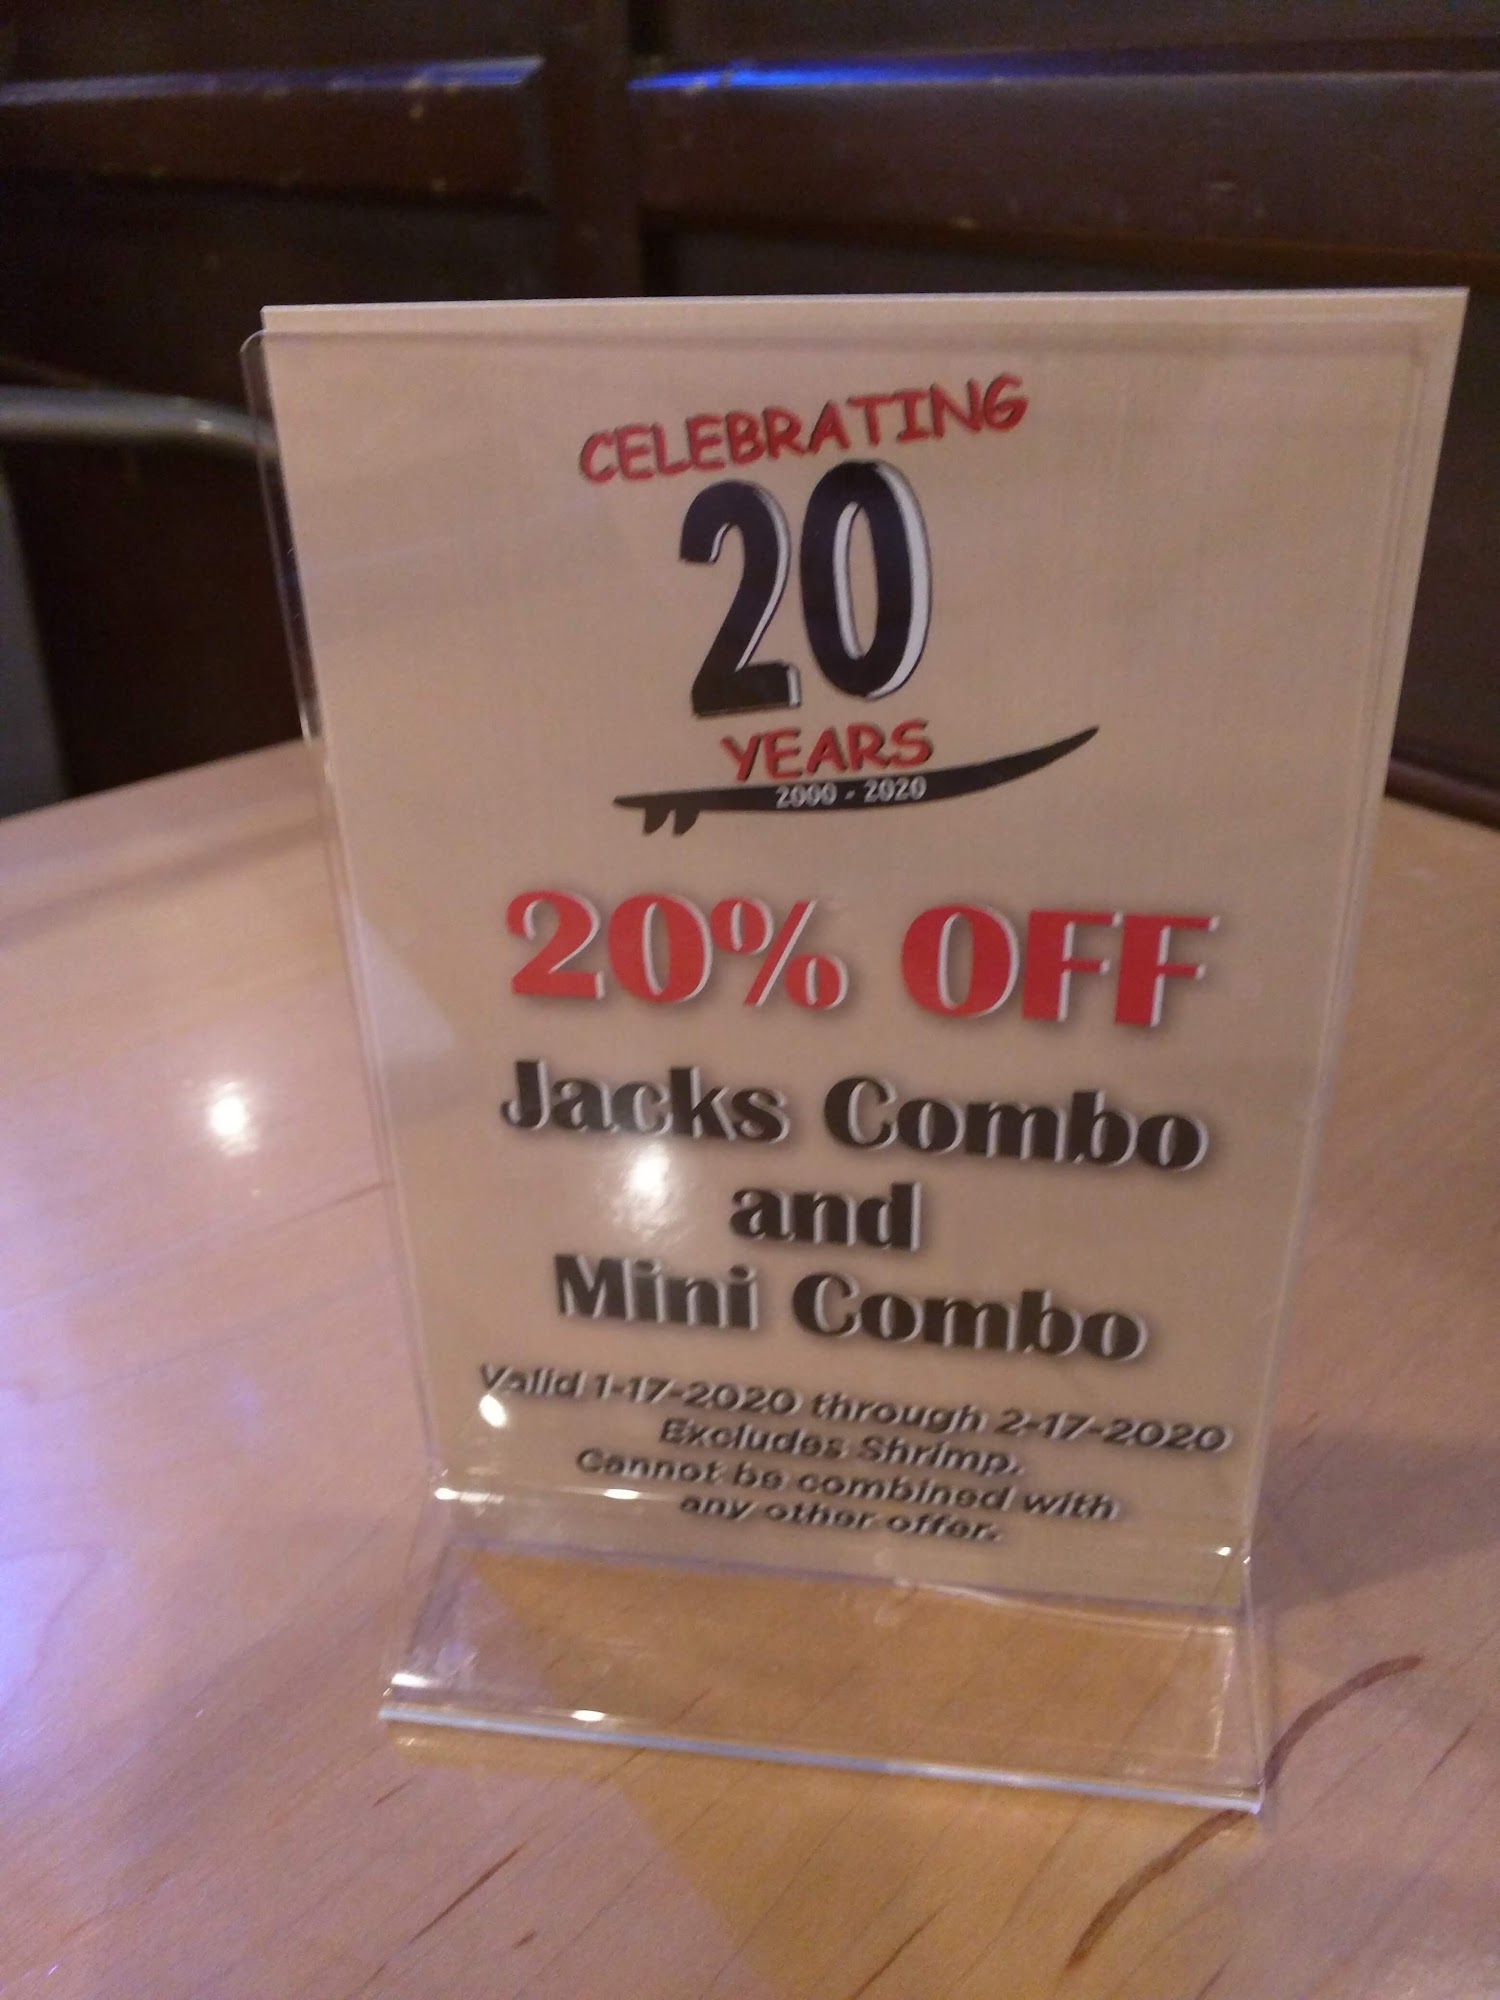 CELEBRATING
20
YEARS
2000 - 2020
20% OFF
Jacks Combo
and
Mini Combo
Valid 1-17-2020 through 2-17-2020
Excludes Shrimp.
Cannot be combined with
any other offer.